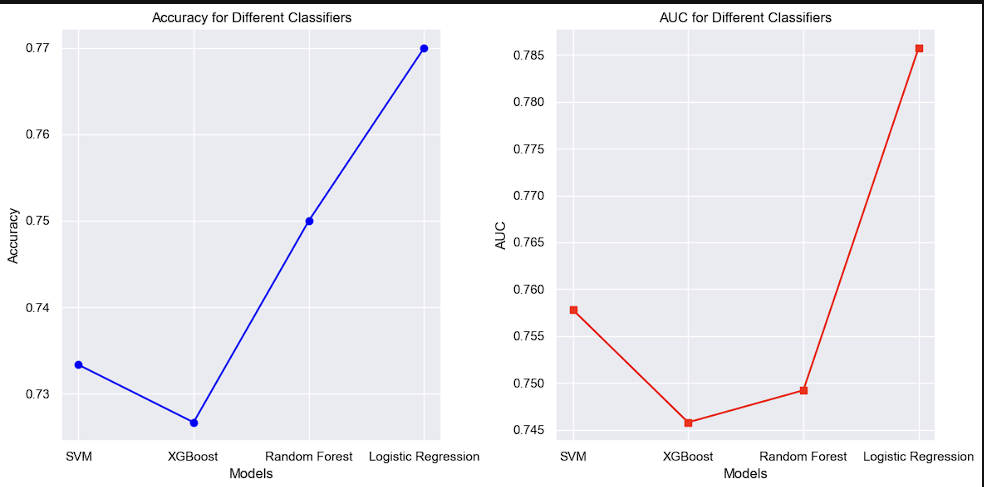 Accuracy for Different Classifiers
0.77
0.76
0.75
0.74
0.73
Accuracy
SVM XGBoost Random Forest Logistic Regression
Models
AUC for Different Classifiers
0.785
0.780
0.775
0.770
0.765
0.760
0.755
0.750
0.745
AUC
SVM XGBoost Random Forest Logistic Regression
Models